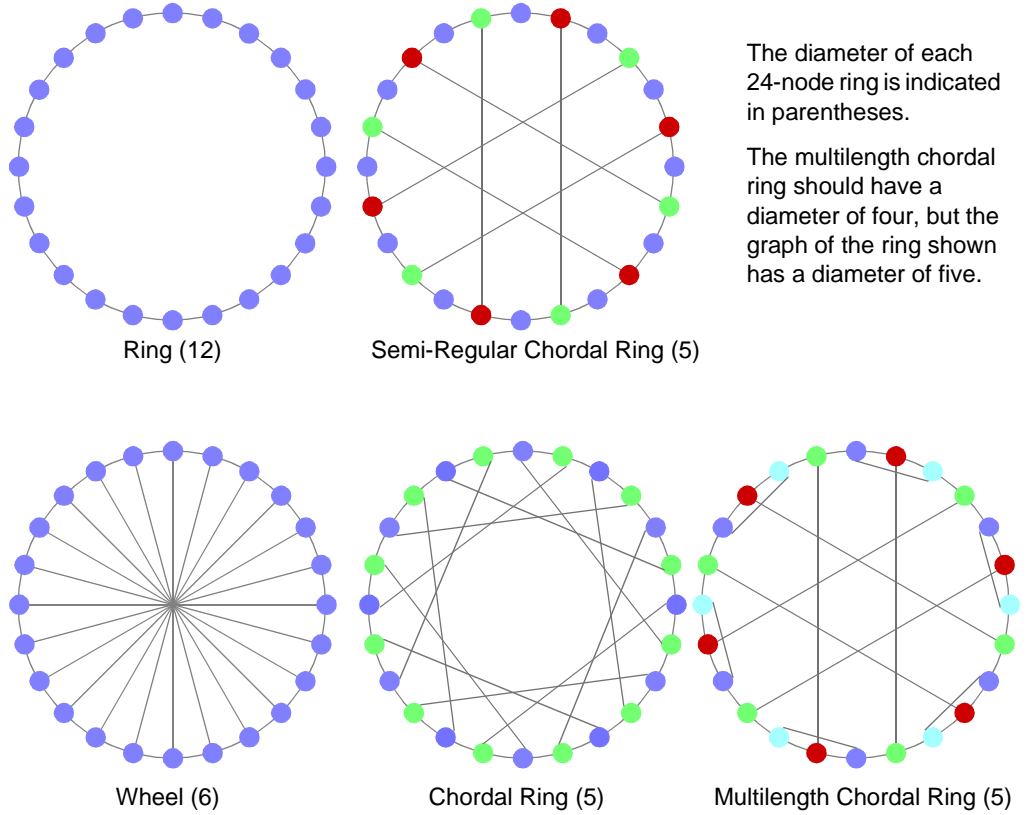 The diameter of each
24-node ring is indicated
in parentheses.
The multilength chordal
ring should have a
diameter of four, but the
graph of the ring shown
has a diameter of five.
Ring (12)
Semi-Regular Chordal Ring (5)
Wheel (6)
Chordal Ring (5)
Multilength Chordal Ring (5)